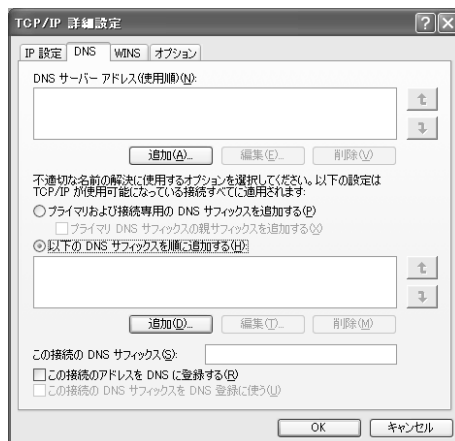 TCP/IP 詳細設定
IP 設定 DNS WINS オプション
DNS サーバー アドレス(使用順)(N):
追加(A)... 編集(E)... 削除(V)
不適切な名前の解決に使用するオプションを選択してください。以下の設定は
TCP/IP が使用可能になっている接続すべてに適用されます:
プライマリおよび接続専用の DNS サフィックスを追加する(P)
プライマリ DNS サフィックスの親サフィックスを追加する(X)
以下の DNS サフィックスを順に追加する(H):
追加(D)... 編集(T)... 削除(M)
この接続の DNS サフィックス(S):
この接続のアドレスを DNS に登録する(R)
この接続の DNS サフィックスを DNS 登録に使う(U)
OK キャンセル